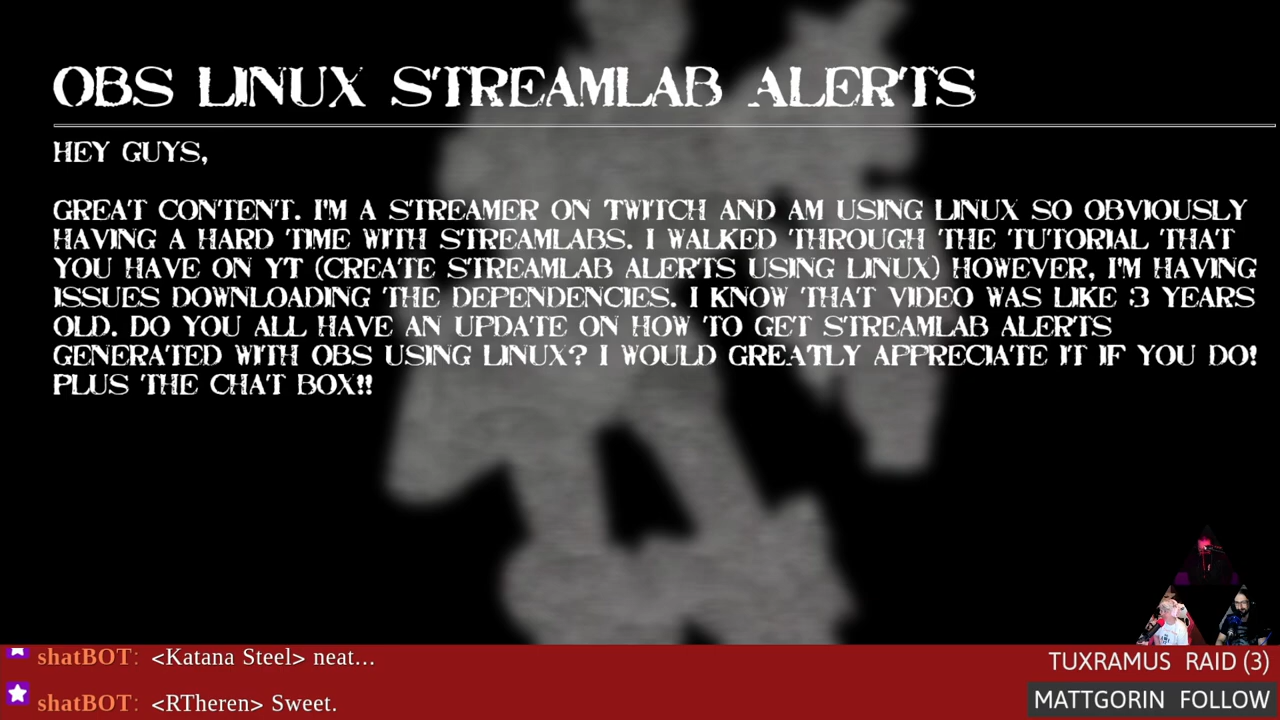 OBS LINUX STREAMLAB ALERTS
HEY GUYS,
GREAT CONTENT. I'M A STREAMER ON TWITCH AND AM USING LINUX SO OBVIOUSLY
HAVING A HARD TIME WITH STREAMLABS. I WALKED THROUGH THE TUTORIAL THAT
YOU HAVE ON YT (CREATE STREAMLAB ALERTS USING LINUX) HOWEVER, I'M HAVING
ISSUES DOWNLOADING THE DEPENDENCIES. I KNOW THAT VIDEO WAS LIKE 3 YEARS
OLD. DO YOU ALL HAVE AN UPDATE ON HOW TO GET STREAMLAB ALERTS
GENERATED WITH OBS USING LINUX? I WOULD GREATLY APPRECIATE IT IF YOU DO!
PLUS THE CHAT BOX!!
shatBOT: <Katana Steel> neat...
TUXRAMUS RAID (3)
shatBOT: <RTheren> Sweet.
MATTGORIN FOLLOW